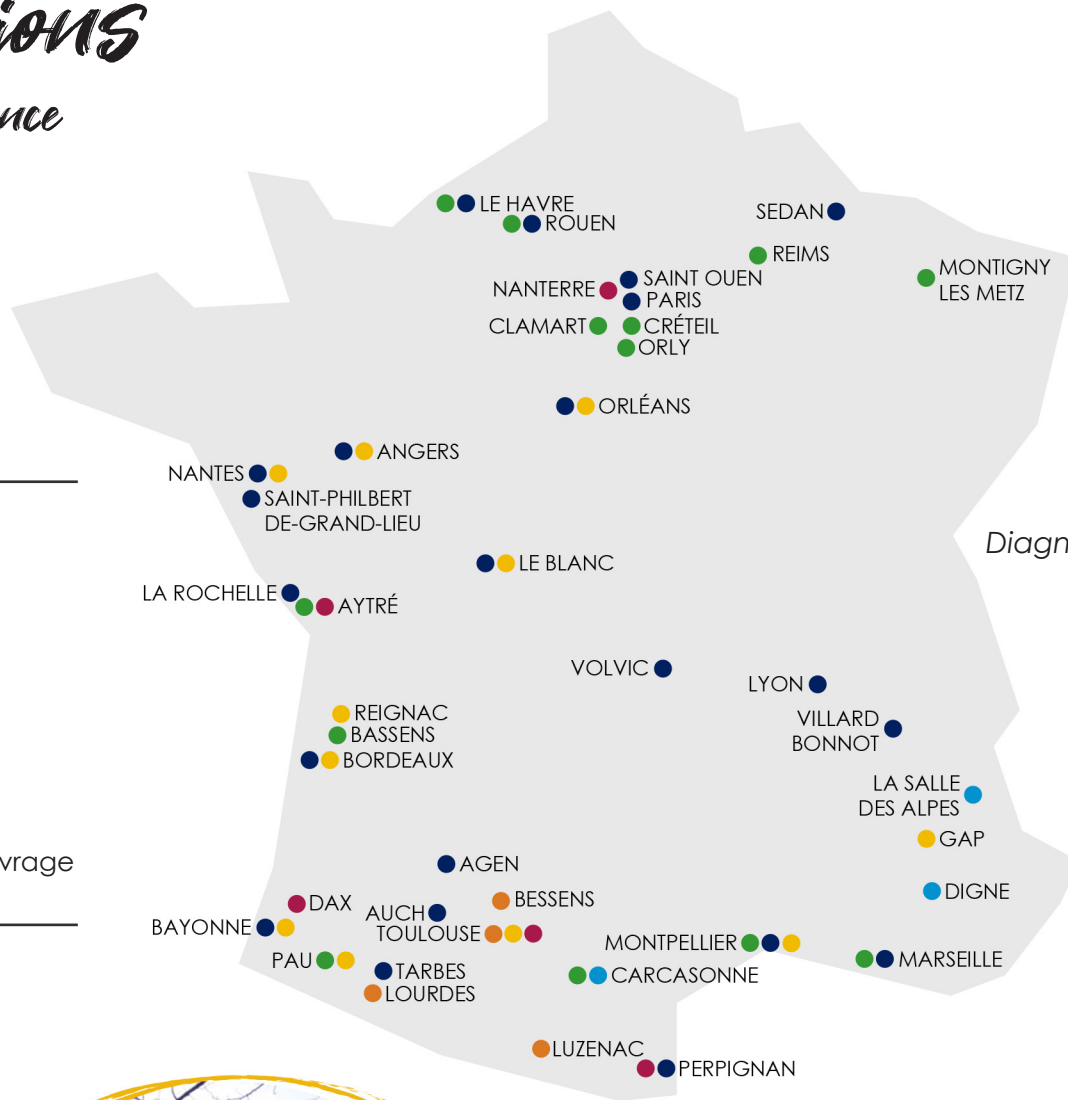 ions
nce
LE HAVRE
ROUEN
SEDAN
REIMS
MONTIGNY
LES METZ
SAINT OUEN
NANTERRE
PARIS
CLAMART
CRÉTEIL
ORLY
ORLÉANS
ANGERS
NANTES
SAINT-PHILBERT
DE-GRAND-LIEU
Diagn
LE BLANC
LA ROCHELLE
AYTRÉ
VOLVIC
LYON
REIGNAC
BASSENS
BORDEAUX
VILLARD
BONNOT
LA SALLE
DES ALPES
GAP
vrage
AGEN
DIGNE
BESSENS
DAX
AUCH
BAYONNE
TOULOUSE
MONTPELLIER
PAU
MARSEILLE
TARBES
CARCASONNE
LOURDES
LUZENAC
PERPIGNAN